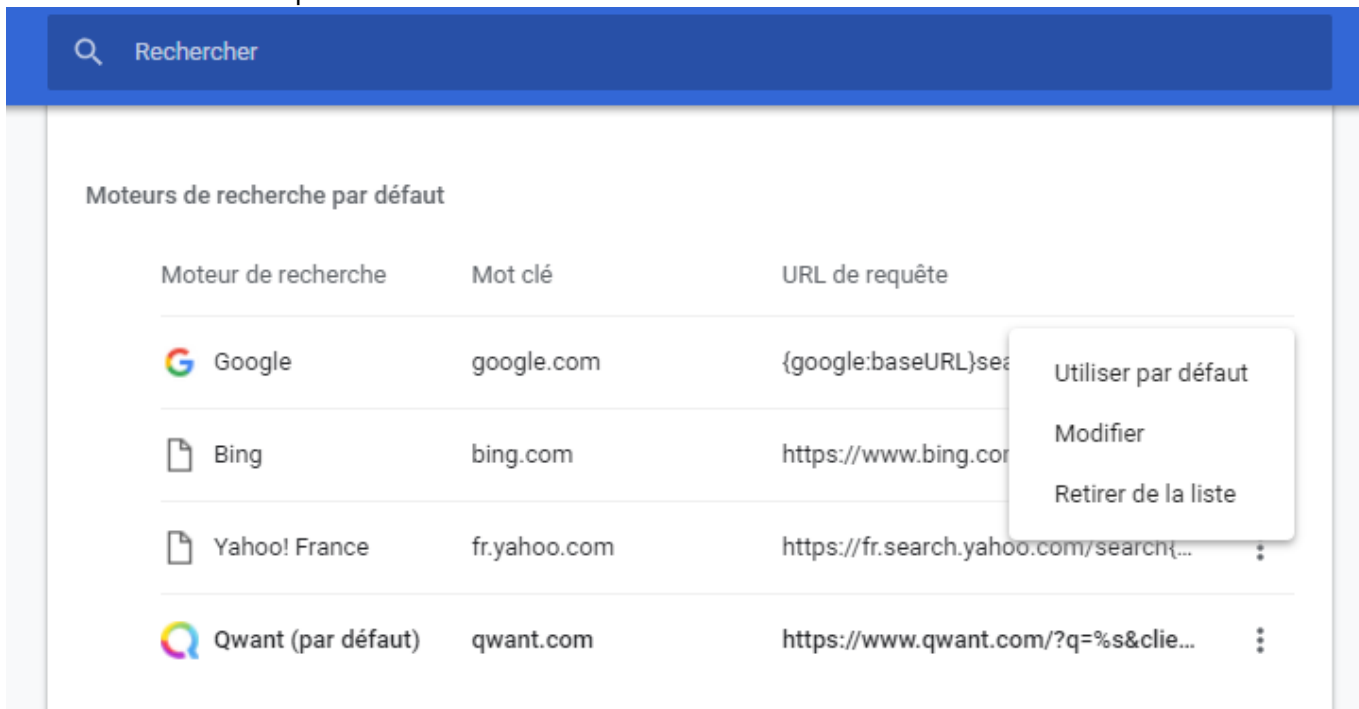 Rechercher
Moteurs de recherche par défaut
Moteur de recherche Mot clé URL de requête
Google google.com {google:baseURL}sea
Utiliser par défaut
Modifier
Retirer de la liste
Bing bing.com https://www.bing.com
Yahoo! France fr.yahoo.com https://fr.search.yahoo.com/search{...
Qwant (par défaut) qwant.com https://www.qwant.com/?q=%s&clie...